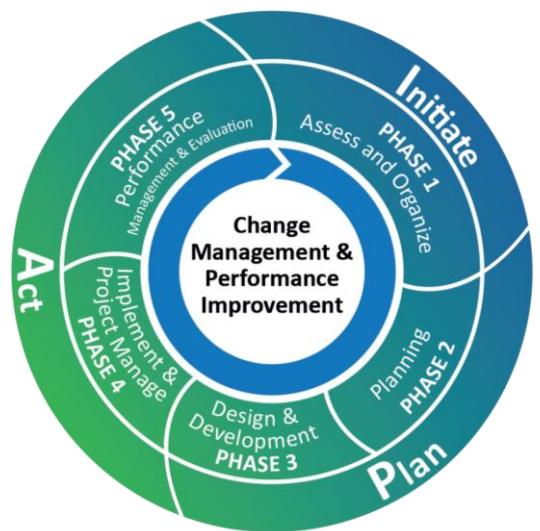 Change
Management &
Performance
Improvement
Initiate
PHASE 1
Assess and Organize
Plan
Planning
PHASE 2
Design &
Development
PHASE 3
Act
Implement &
Project Manage
PHASE 4
PHASE 5
Performance
Management & Evaluation